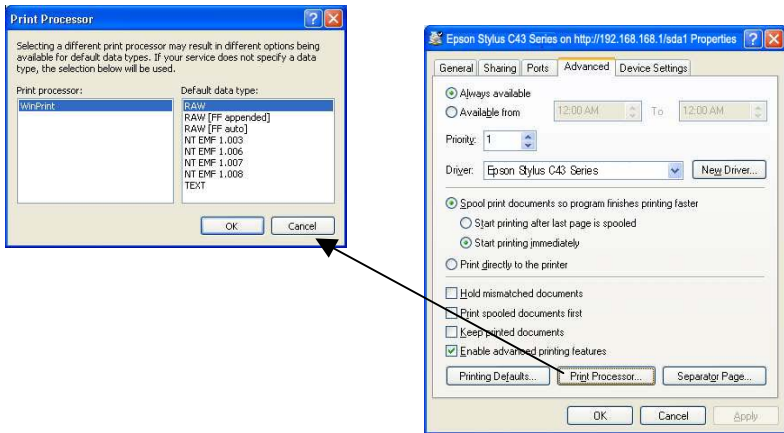 Print Processor
Selecting a different print processor may result in different options being
available for default data types. If your service does not specify a data
type, the selection below will be used.
Print processor:
Default data type:
WinPrint
RAW
RAW [FF appended]
RAW [FF auto]
NT EMF 1.003
NT EMF 1.006
NT EMF 1.007
NT EMF 1.008
TEXT
OK
Cancel
Epson Stylus C43 Series on http://192.168.168.1/sda1 Properties
General Sharing Ports Advanced Device Settings
Always available
Available from 12:00 AM To 12:00 AM
Priority: 1
Driver: Epson Stylus C43 Series New Driver...
Spool print documents so program finishes printing faster
Start printing after last page is spooled
Start printing immediately
Print directly to the printer
Hold mismatched documents
Print spooled documents first
Keep printed documents
Enable advanced printing features
Printing Defaults... Print Processor... Separator Page...
OK Cancel Apply